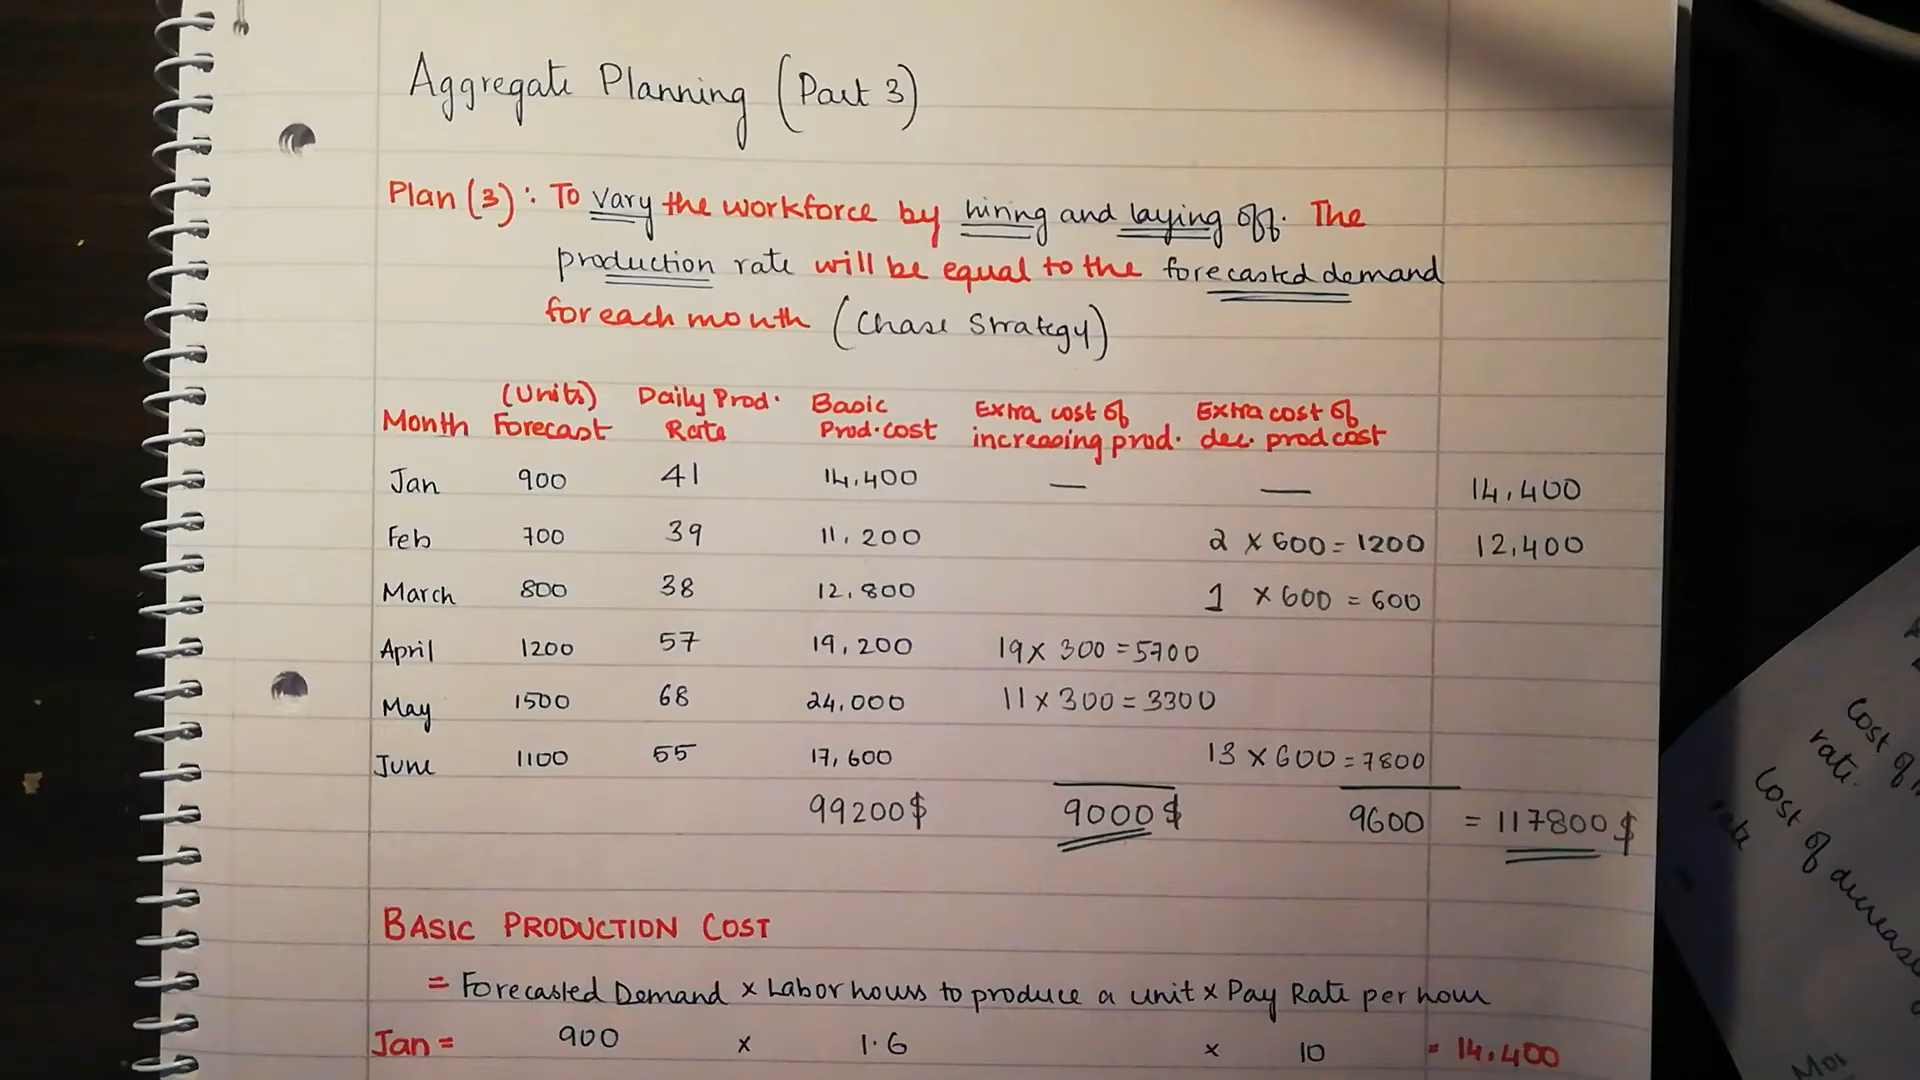 Aggregate Planning (Part 3)
Plan (3): To vary the workforce by hiring and laying off. The
production rate will be equal to the forecasted demand
for each month (Chase Strategy)
Month (Units) Forecast Daily Prod. Rate Basic Prod. cost Extra cost of increasing prod. Extra cost of dec. prod cost
Jan 900 41 14,400 — — 14,400
Feb 700 39 11,200 2 x 600 = 1200 12,400
March 800 38 12,800 1 x 600 = 600
April 1200 57 19,200 19 x 300 = 5700
May 1500 68 24,000 11 x 300 = 3300
June 1100 55 17,600 13 x 600 = 7800
99200$ 9000$ 9600 = 117800$
BASIC PRODUCTION COST
= Forecasted Demand x Labor hours to produce a unit x Pay Rate per hour
Jan = 900 x 1.6 x 10 = 14,400
Cost of
rate.
Cost of